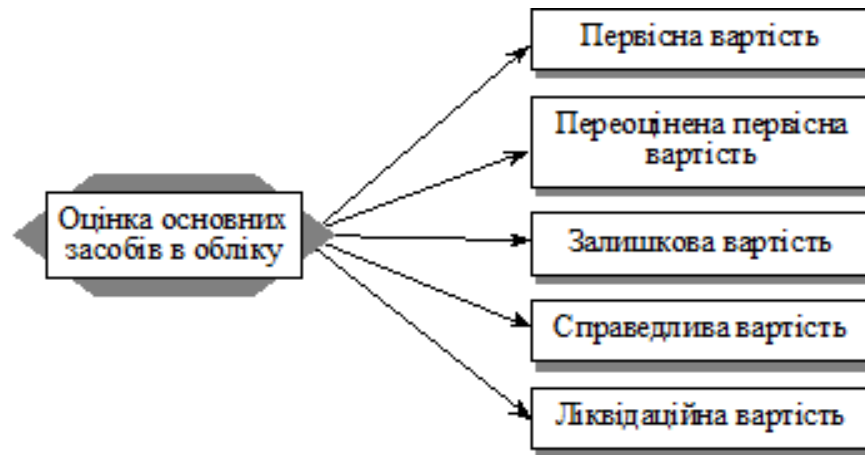 Первісна вартість
Переоцінена первісна
вартість
Оцінка основних
засобів в обліку
Залишкова вартість
Справедлива вартість
Ліквідаційна вартість